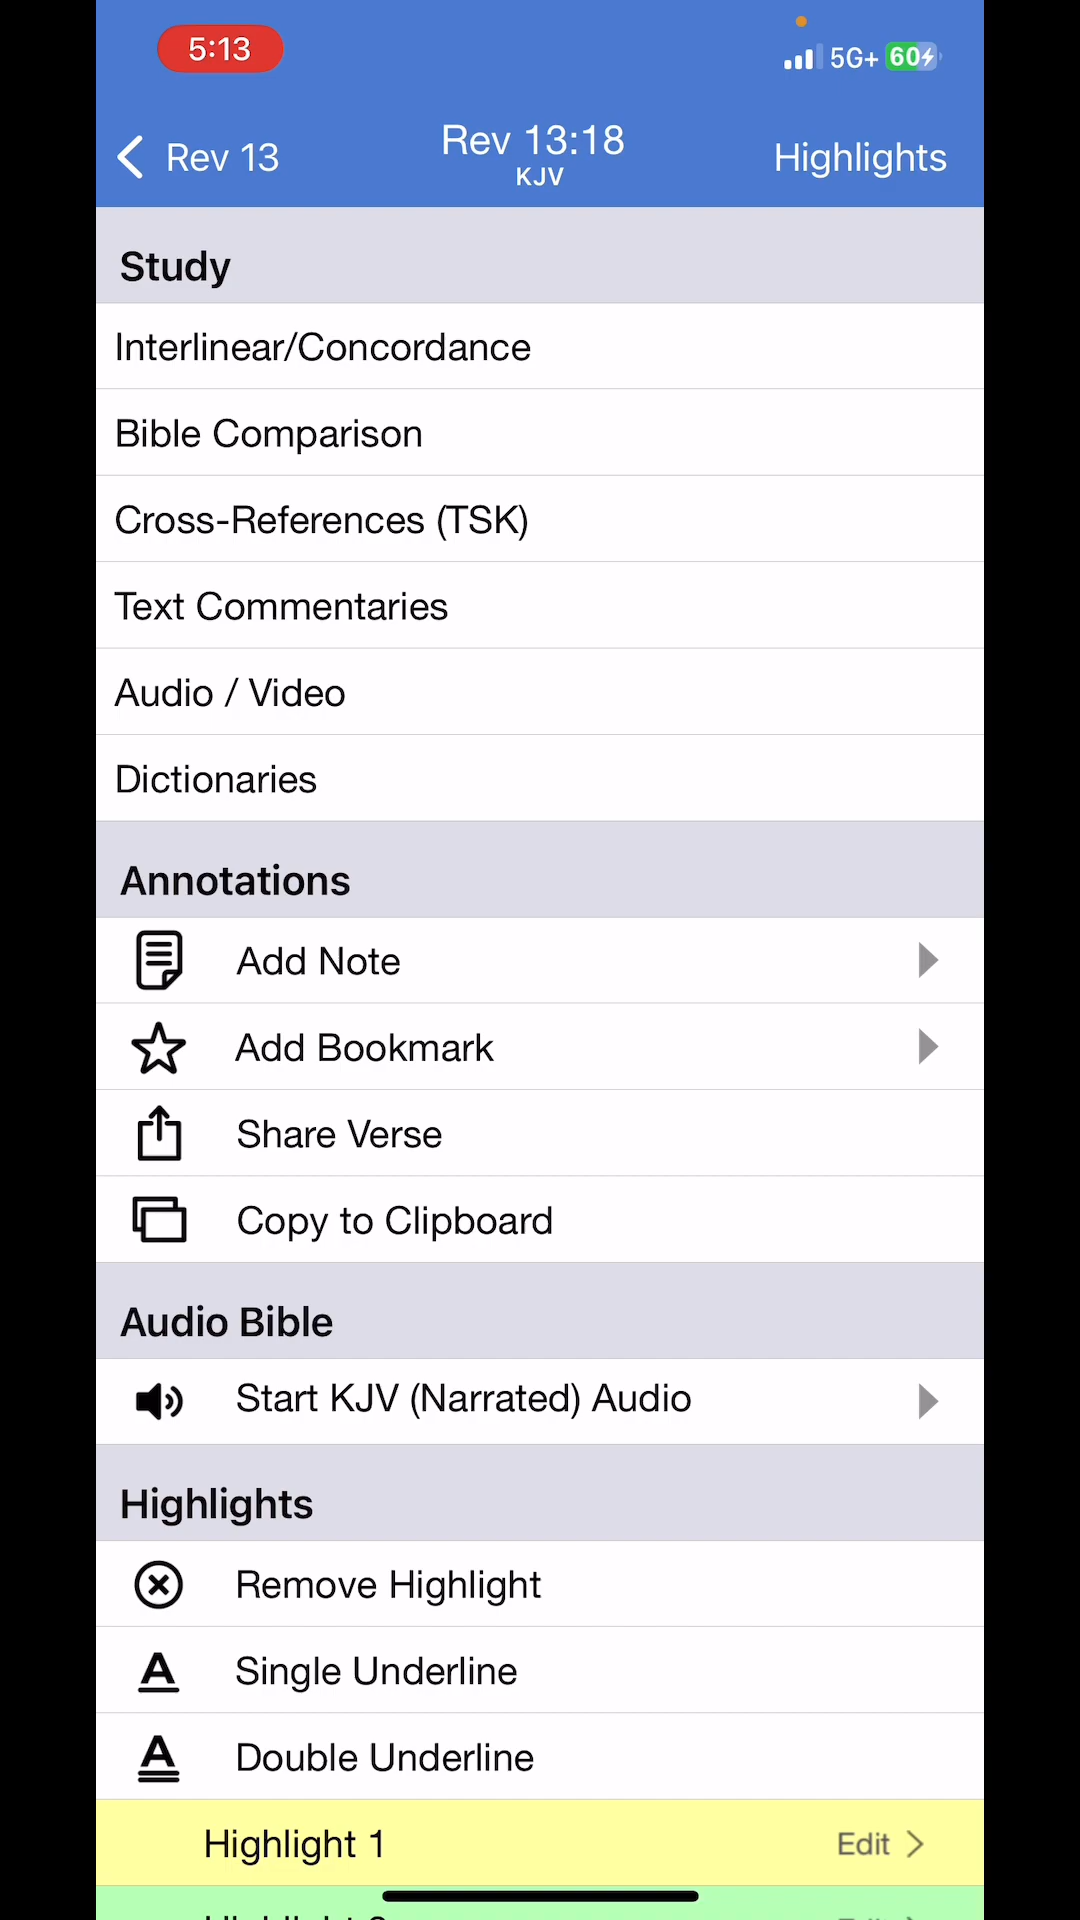 5:13
5G+ 60
Rev 13
Rev 13:18
KJV
Highlights
Study
Interlinear/Concordance
Bible Comparison
Cross-References (TSK)
Text Commentaries
Audio / Video
Dictionaries
Annotations
Add Note
Add Bookmark
Share Verse
Copy to Clipboard
Audio Bible
Start KJV (Narrated) Audio
Highlights
Remove Highlight
A Single Underline
A Double Underline
Highlight 1 Edit